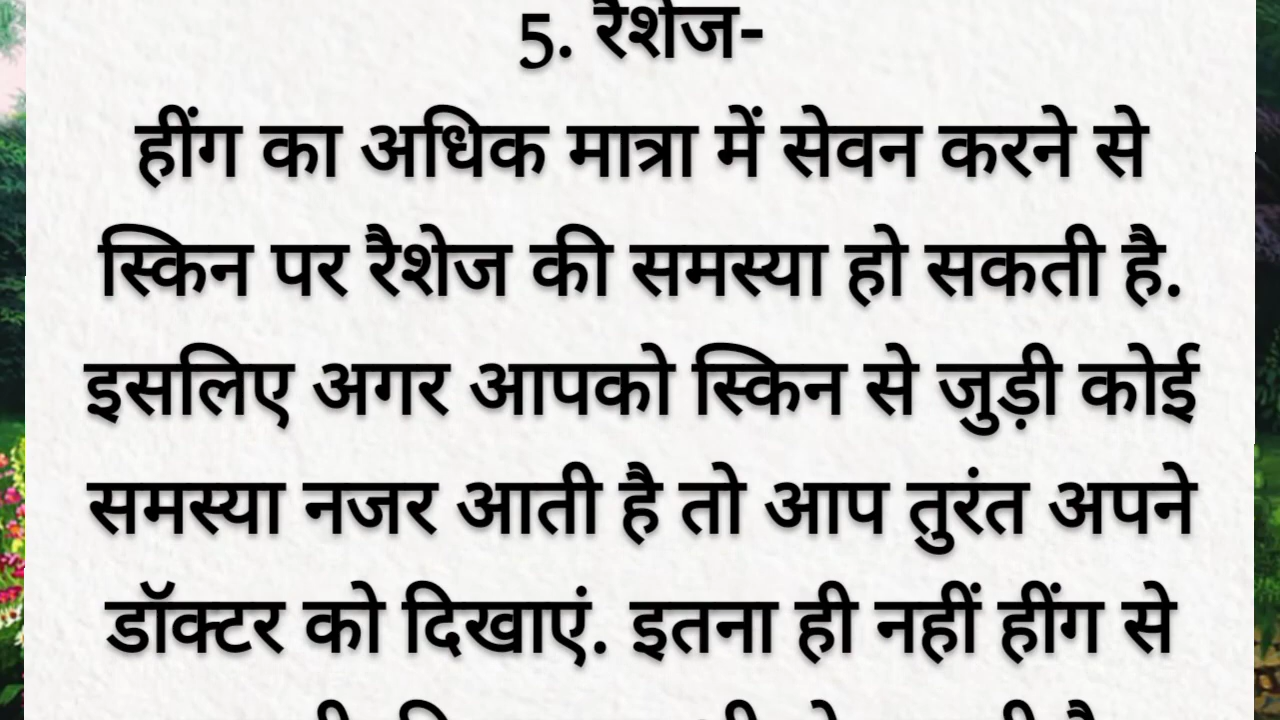 5. रैशेज-
हींग का अधिक मात्रा में सेवन करने से
स्किन पर रैशेज की समस्या हो सकती है.
इसलिए अगर आपको स्किन से जुड़ी कोई
समस्या नजर आती है तो आप तुरंत अपने
डॉक्टर को दिखाएं. इतना ही नहीं हींग से